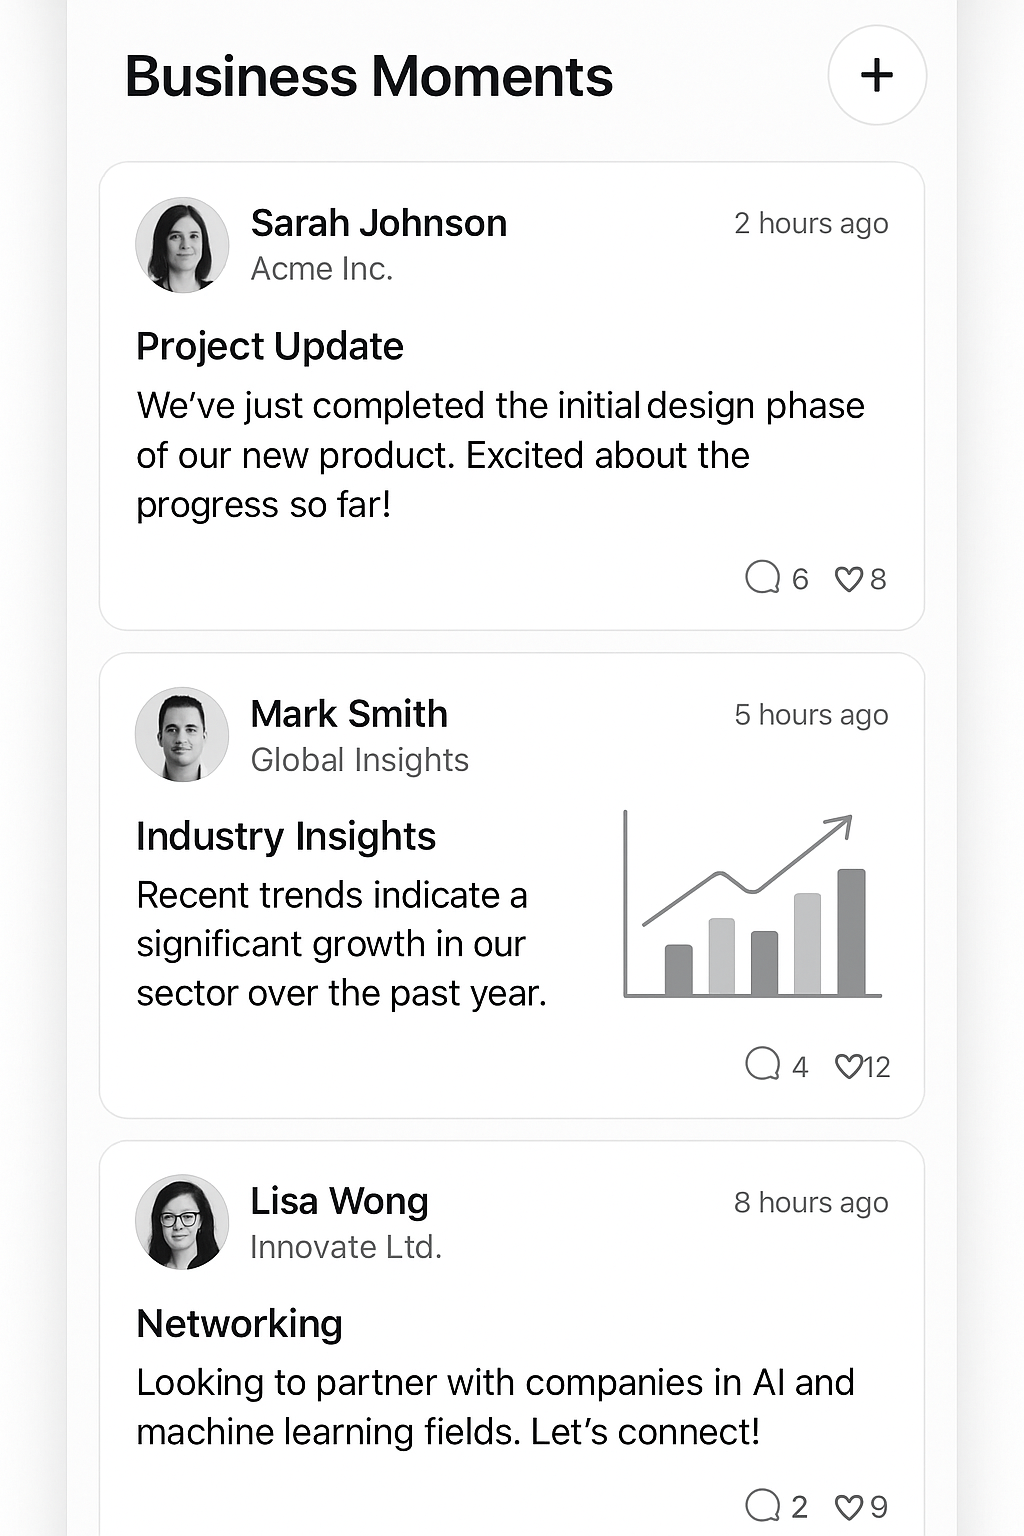 Business Moments
+
Sarah Johnson
2 hours ago
Acme Inc.
Project Update
We’ve just completed the initial design phase
of our new product. Excited about the
progress so far!
6 8
Mark Smith
5 hours ago
Global Insights
Industry Insights
Recent trends indicate a
significant growth in our
sector over the past year.
4 12
Lisa Wong
8 hours ago
Innovate Ltd.
Networking
Looking to partner with companies in AI and
machine learning fields. Let’s connect!
2 9